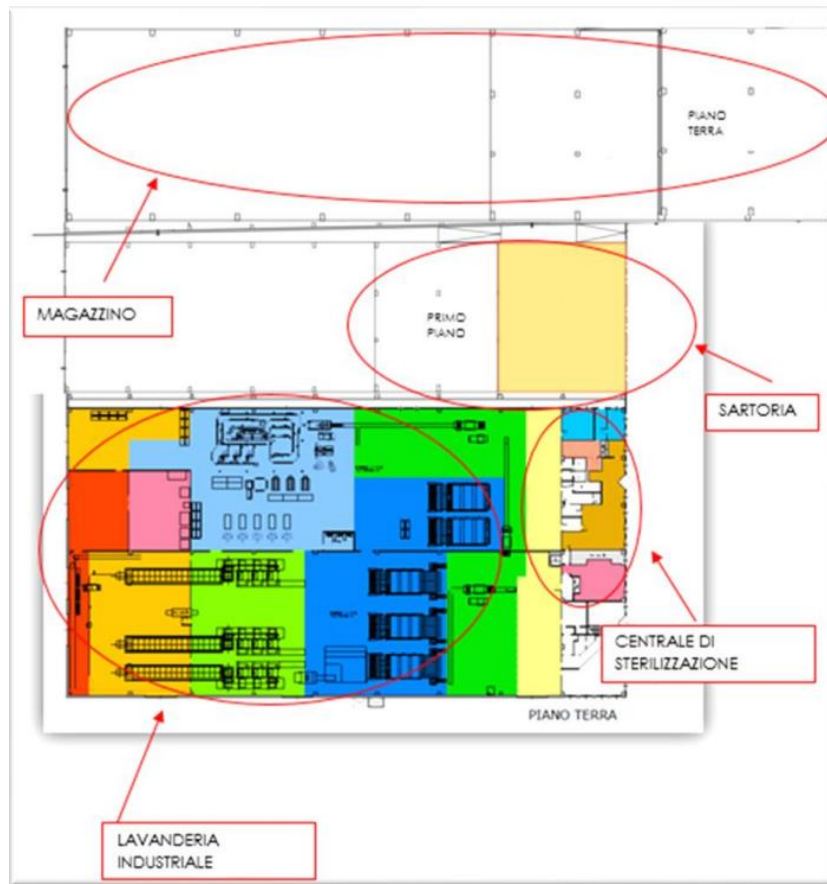 PIANO
TERRA
MAGAZZINO
PRIMO
PIANO
SARTORIA
CENTRALE DI
STERILIZZAZIONE
PIANO TERRA
LAVANDERIA
INDUSTRIALE